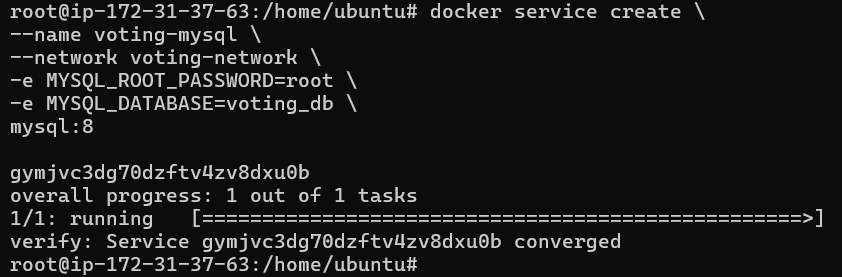 root@ip-172-31-37-63:/home/ubuntu# docker service create \
--name voting-mysql \
--network voting-network \
-e MYSQL_ROOT_PASSWORD=root \
-e MYSQL_DATABASE=voting_db \
mysql:8

gymjvc3dg70dzftv4zv8dxu0b
overall progress: 1 out of 1 tasks
1/1: running   [==================================================>]
verify: Service gymjvc3dg70dzftv4zv8dxu0b converged
root@ip-172-31-37-63:/home/ubuntu#